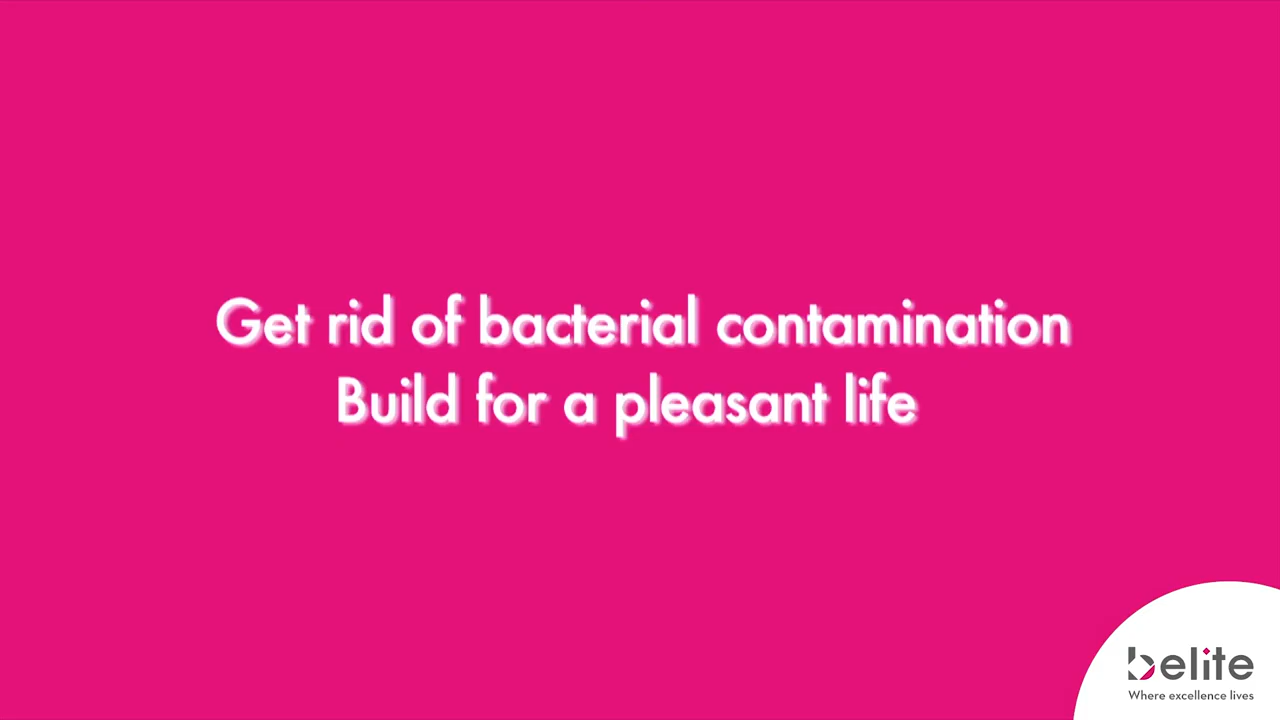 Get rid of bacterial contamination
Build for a pleasant life
belite
Where excellence lives